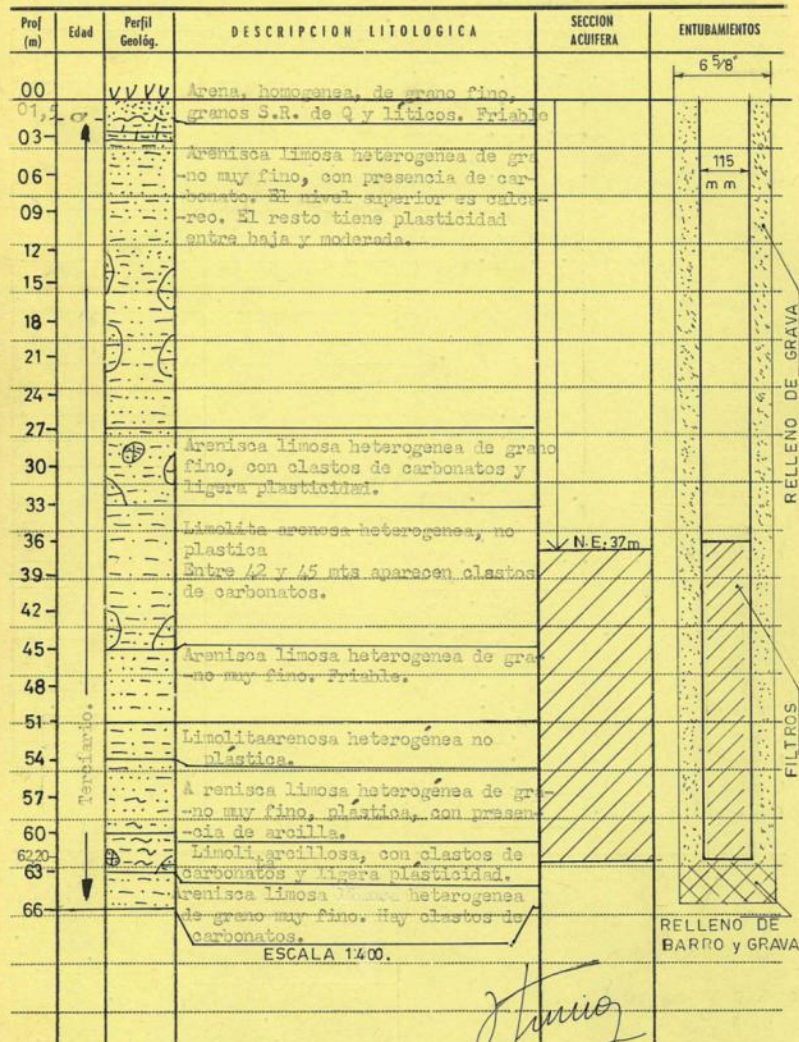 Prof (m)
Edad
Perfil Geológ.
DESCRIPCION LITOLOGICA
SECCION ACUIFERA
ENTUBAMIENTOS
6 5/8"
115 m m
00
01,5
03
06
09
12
15
18
21
24
27
30
33
36
39
42
45
48
51
54
57
60
62,20
63
66
Terciario.
Arena, homogenea, de grano fino,
granos S.R. de Q y líticos. Friable
Arenisca limosa heterogenea de gra
-no muy fino, con presencia de car-
bonato. El nivel superior es calca-
-reo. El resto tiene plasticidad
entre baja y moderada.
Arenisca limosa heterogenea de grano
fino, con clastos de carbonatos y
ligera plasticidad.
Limolita arenosa heterogenea, no
plastica
Entre 42 y 45 mts aparecen clastos
de carbonatos.
Arenisca limosa heterogenea de gra-
-no muy fino. Friable.
Limolitaarenosa heterogénea no
plástica.
A renisca limosa heterogénea de gra-
-no muy fino, plástica, con presen-
-cia de arcilla.
Limoli,arcillosa, con clastos de
carbonatos y ligera plasticidad.
Arenisca limosa heterogenea
de grano muy fino. Hay clastos de
carbonatos.
ESCALA 1:400.
N.E: 37m
RELLENO DE GRAVA
FILTROS
RELLENO DE
BARRO y GRAVA